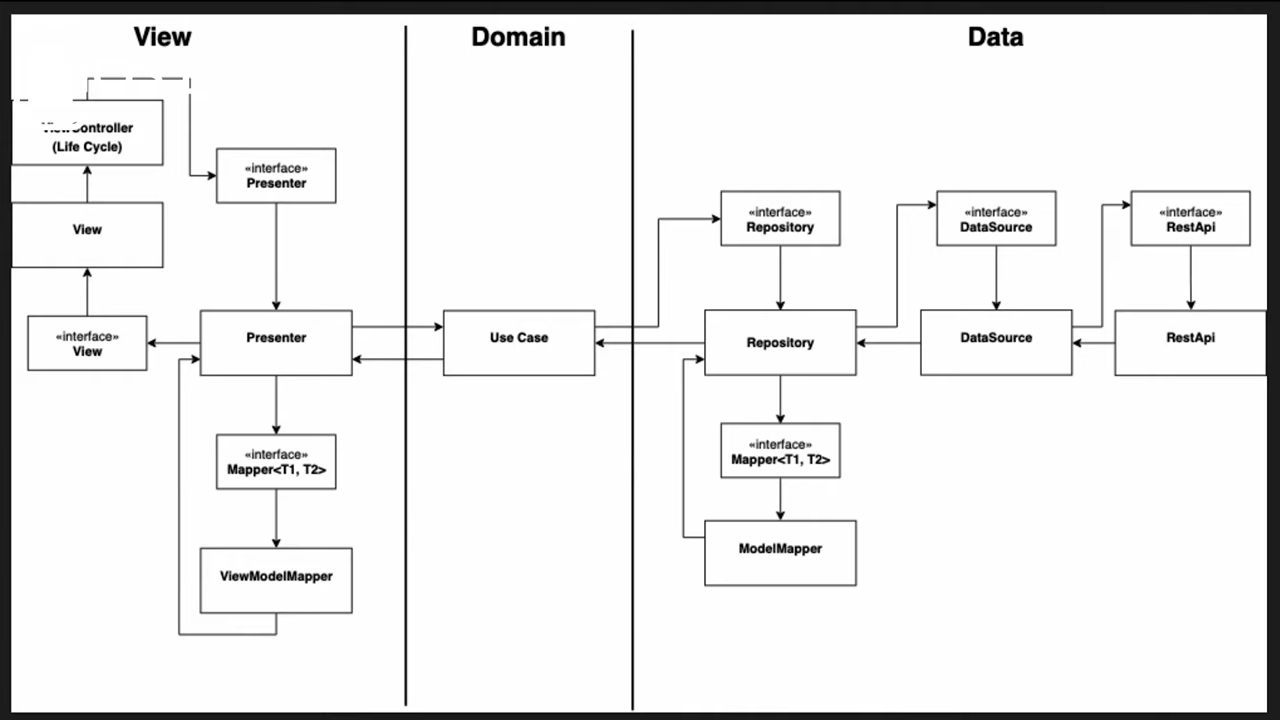 View
Domain
Data
(Life Cycle)
«interface»
Presenter
View
«interface»
View
Presenter
«interface»
Mapper<T1, T2>
ViewModelMapper
Use Case
«interface»
Repository
«interface»
DataSource
«interface»
RestApi
Repository
DataSource
RestApi
«interface»
Mapper<T1, T2>
ModelMapper